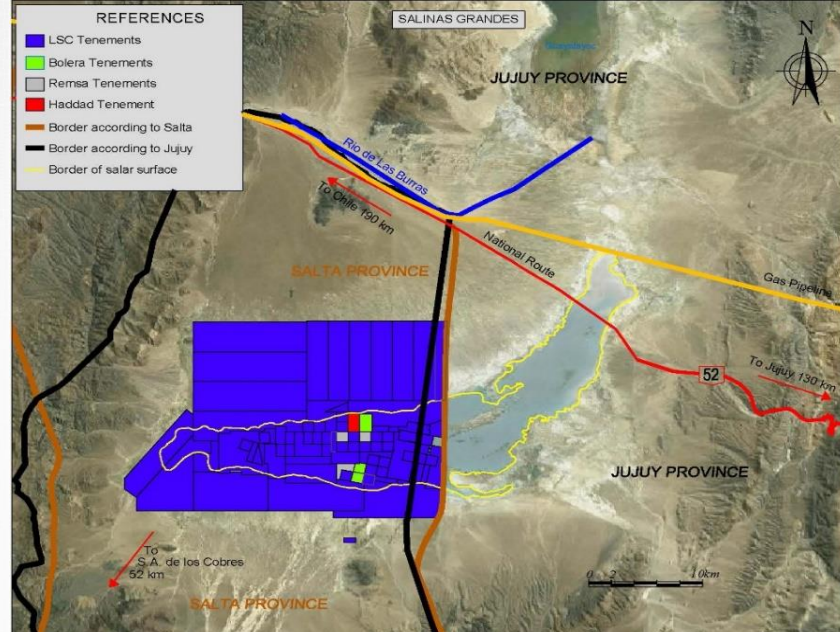 REFERENCES
LSC Tenements
Bolera Tenements
Remsa Tenements
Haddad Tenement
Border according to Salta
Border according to Jujuy
Border of salar surface
SALINAS GRANDES
JUJUY PROVINCE
N
Rio de Las Burras
To Chile 190 km
SALTA PROVINCE
National Route
Gas Pipeline
52
To Jujuy 130 km
JUJUY PROVINCE
To
S.A. de los Cobres
52 km
SALTA PROVINCE
0 2 10km